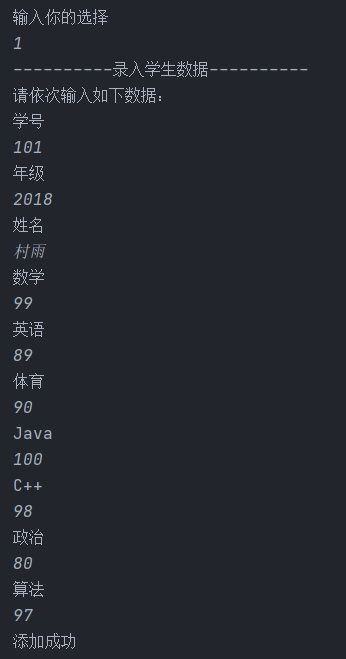 输入你的选择
1
----------录入学生数据----------
请依次输入如下数据：
学号
101
年级
2018
姓名
村雨
数学
99
英语
89
体育
90
Java
100
C++
98
政治
80
算法
97
添加成功